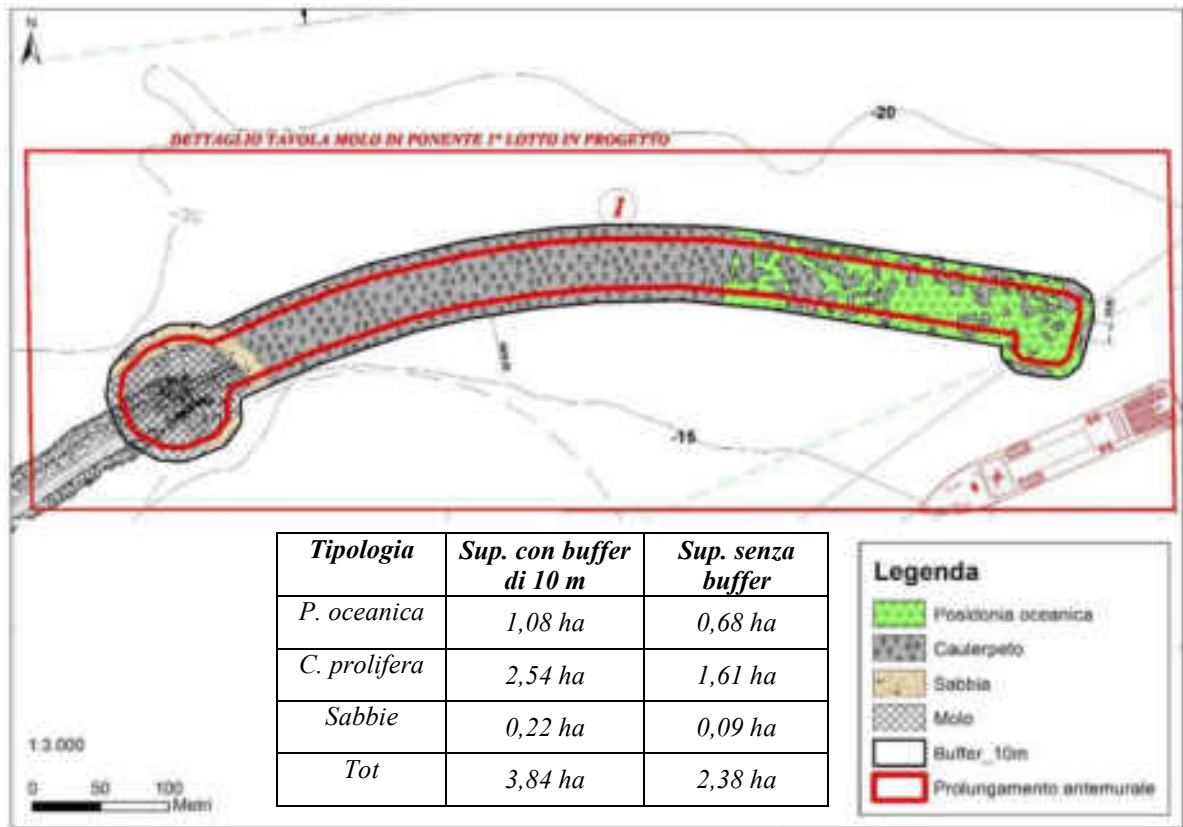 N
DETTAGLIO TAVOLA MOLO DI PONENTE 1° LOTTO IN PROGETTO
-20
1
-15
Tipologia Sup. con buffer di 10 m Sup. senza buffer
P. oceanica 1,08 ha 0,68 ha
C. prolifera 2,54 ha 1,61 ha
Sabbie 0,22 ha 0,09 ha
Tot 3,84 ha 2,38 ha
Legenda
Posidonia oceanica
Caulerpeto
Sabbia
Molo
Buffer_10m
Prolungamento antemurale
1:3.000
0 50 100
Metri